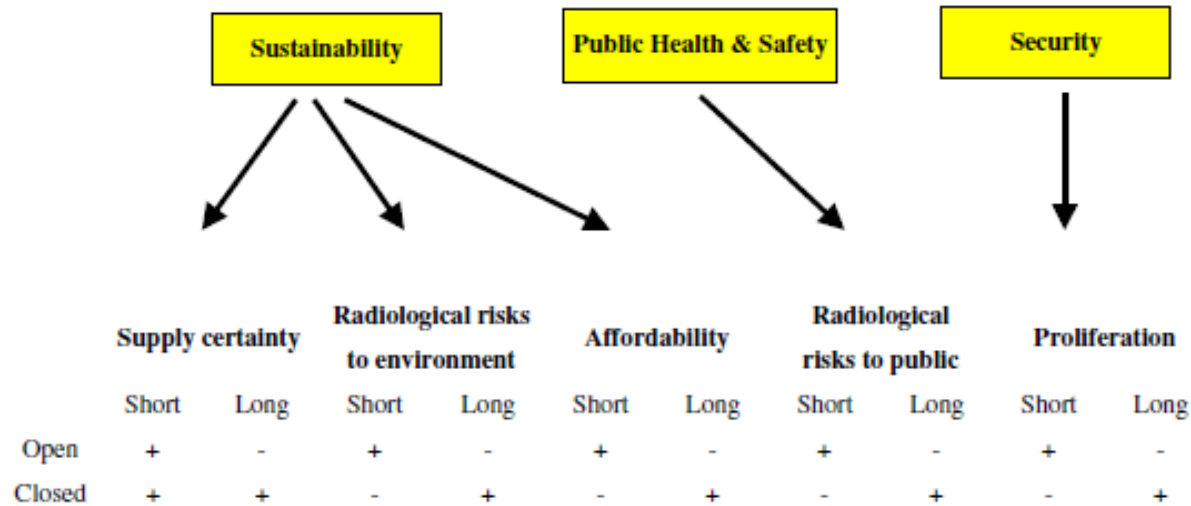 Sustainability Public Health & Safety Security
Radiological risks Radiological
Supply certainty Affordability Proliferation
to environment risks to public
Short Long Short Long Short Long Short Long Short Long
Open + - + - + - + - + -
Closed + + - + - + - + - +